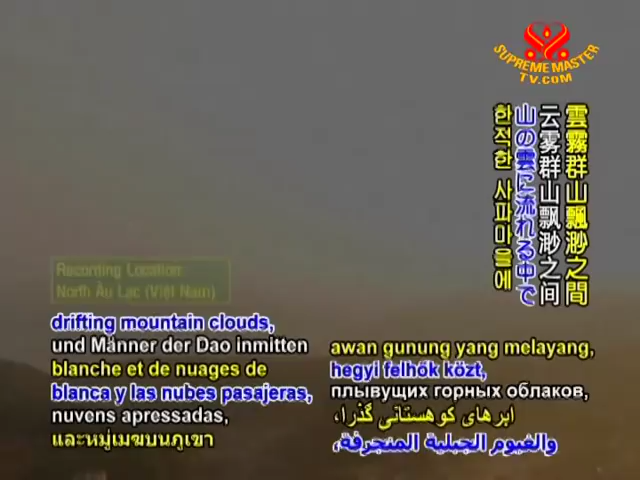 SUPREME MASTER
TV.COM
雲霧群山飄渺之間
云雾群山飘渺之间
山の雲に流れる中で
한적한 사파마을에
Recording Location:
North Âu Lạc (Việt Nam)
drifting mountain clouds,
und Männer der Dao inmitten
blanche et de nuages de
blanca y las nubes pasajeras,
nuvens apressadas,
และหมู่เมฆบนภูเขา
awan gunung yang melayang,
hegyi felhők közt,
плывущих горных облаков,
ابرهای کوهستانی گذرا،
والغيوم الجبلية المنجرفة،